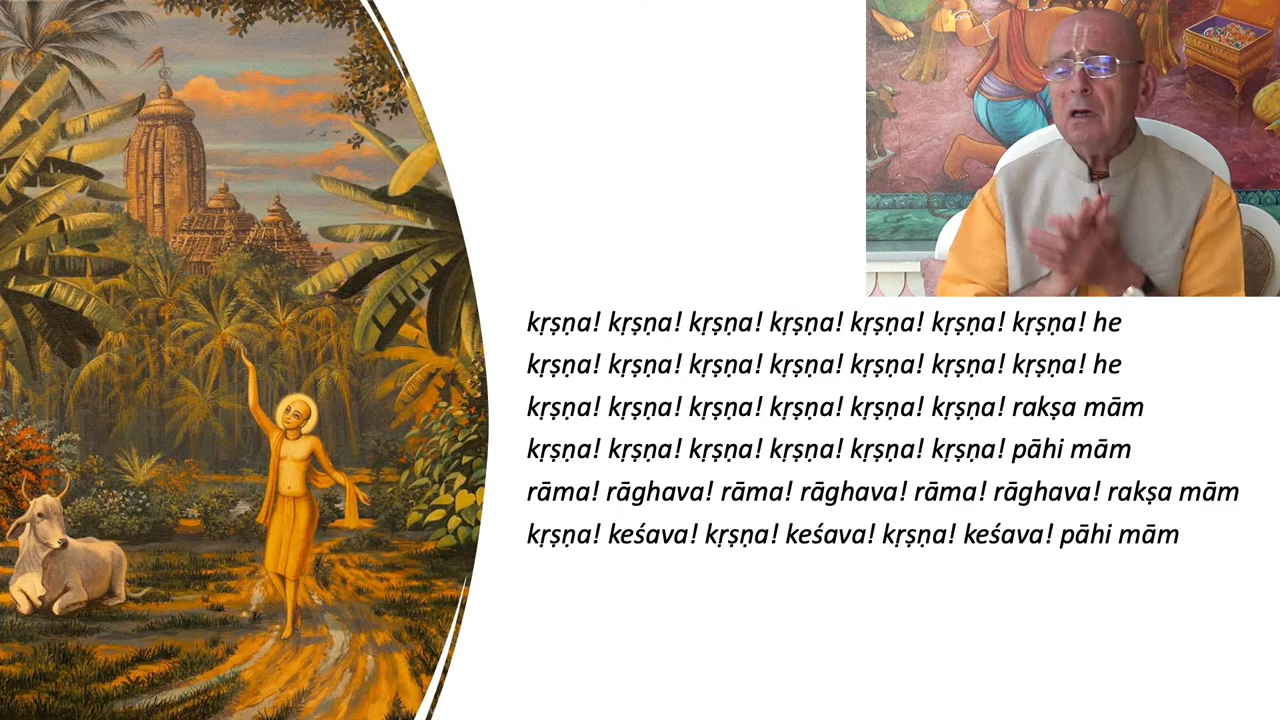 kṛṣṇa! kṛṣṇa! kṛṣṇa! kṛṣṇa! kṛṣṇa! kṛṣṇa! kṛṣṇa! he
kṛṣṇa! kṛṣṇa! kṛṣṇa! kṛṣṇa! kṛṣṇa! kṛṣṇa! kṛṣṇa! he
kṛṣṇa! kṛṣṇa! kṛṣṇa! kṛṣṇa! kṛṣṇa! kṛṣṇa! rakṣa mām
kṛṣṇa! kṛṣṇa! kṛṣṇa! kṛṣṇa! kṛṣṇa! kṛṣṇa! pāhi mām
rāma! rāghava! rāma! rāghava! rāma! rāghava! rakṣa mām
kṛṣṇa! keśava! kṛṣṇa! keśava! kṛṣṇa! keśava! pāhi mām